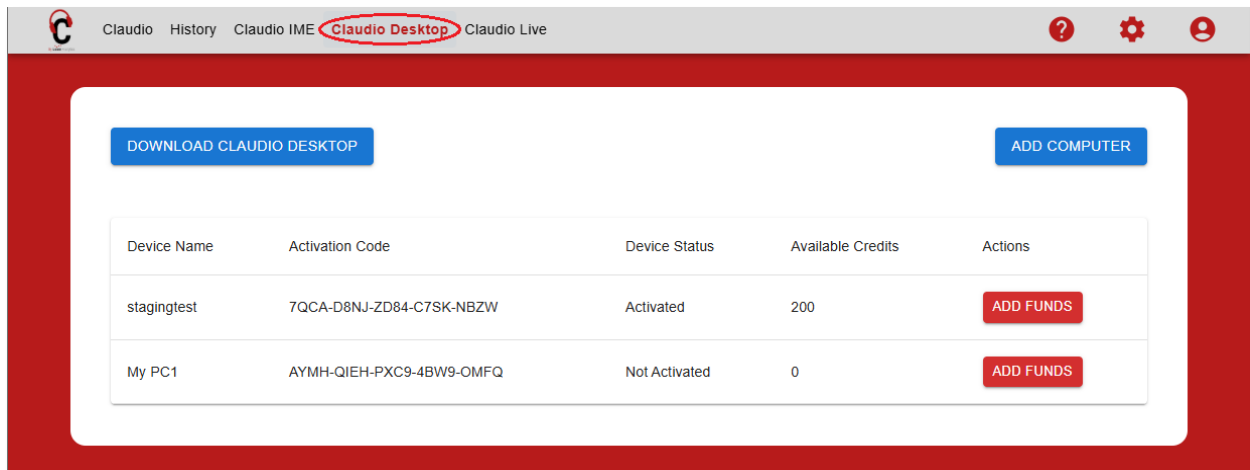 Claudio History Claudio IME Claudio Desktop Claudio Live
DOWNLOAD CLAUDIO DESKTOP ADD COMPUTER
Device Name Activation Code Device Status Available Credits Actions
stagingtest 7QCA-D8NJ-ZD84-C7SK-NBZW Activated 200 ADD FUNDS
My PC1 AYMH-QIEH-PXC9-4BW9-OMFQ Not Activated 0 ADD FUNDS